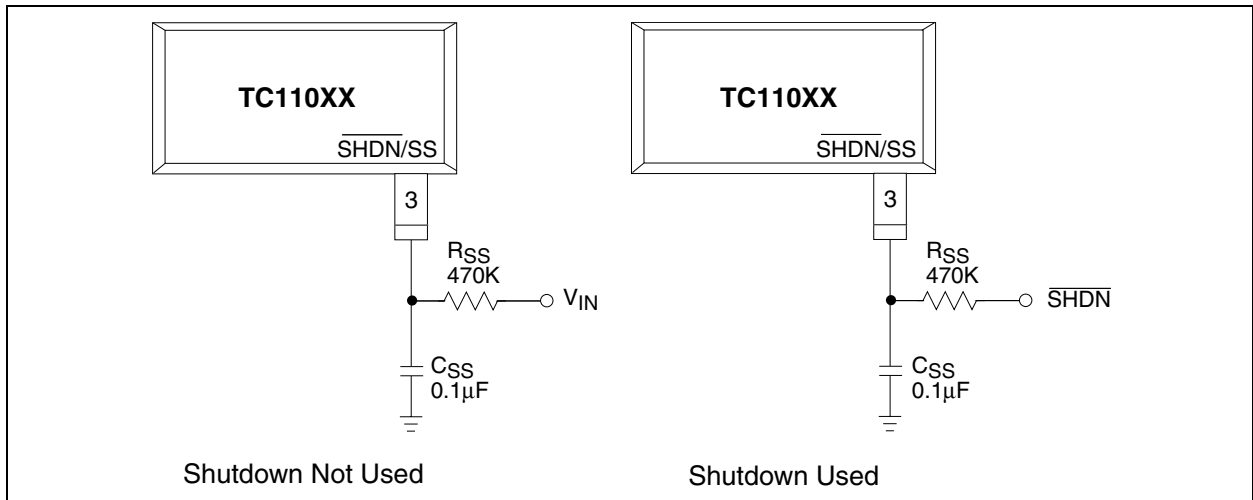 TC110XX
SHDN/SS
3
RSS
470K
VIN
CSS
0.1µF
Shutdown Not Used
TC110XX
SHDN/SS
3
RSS
470K
SHDN
CSS
0.1µF
Shutdown Used